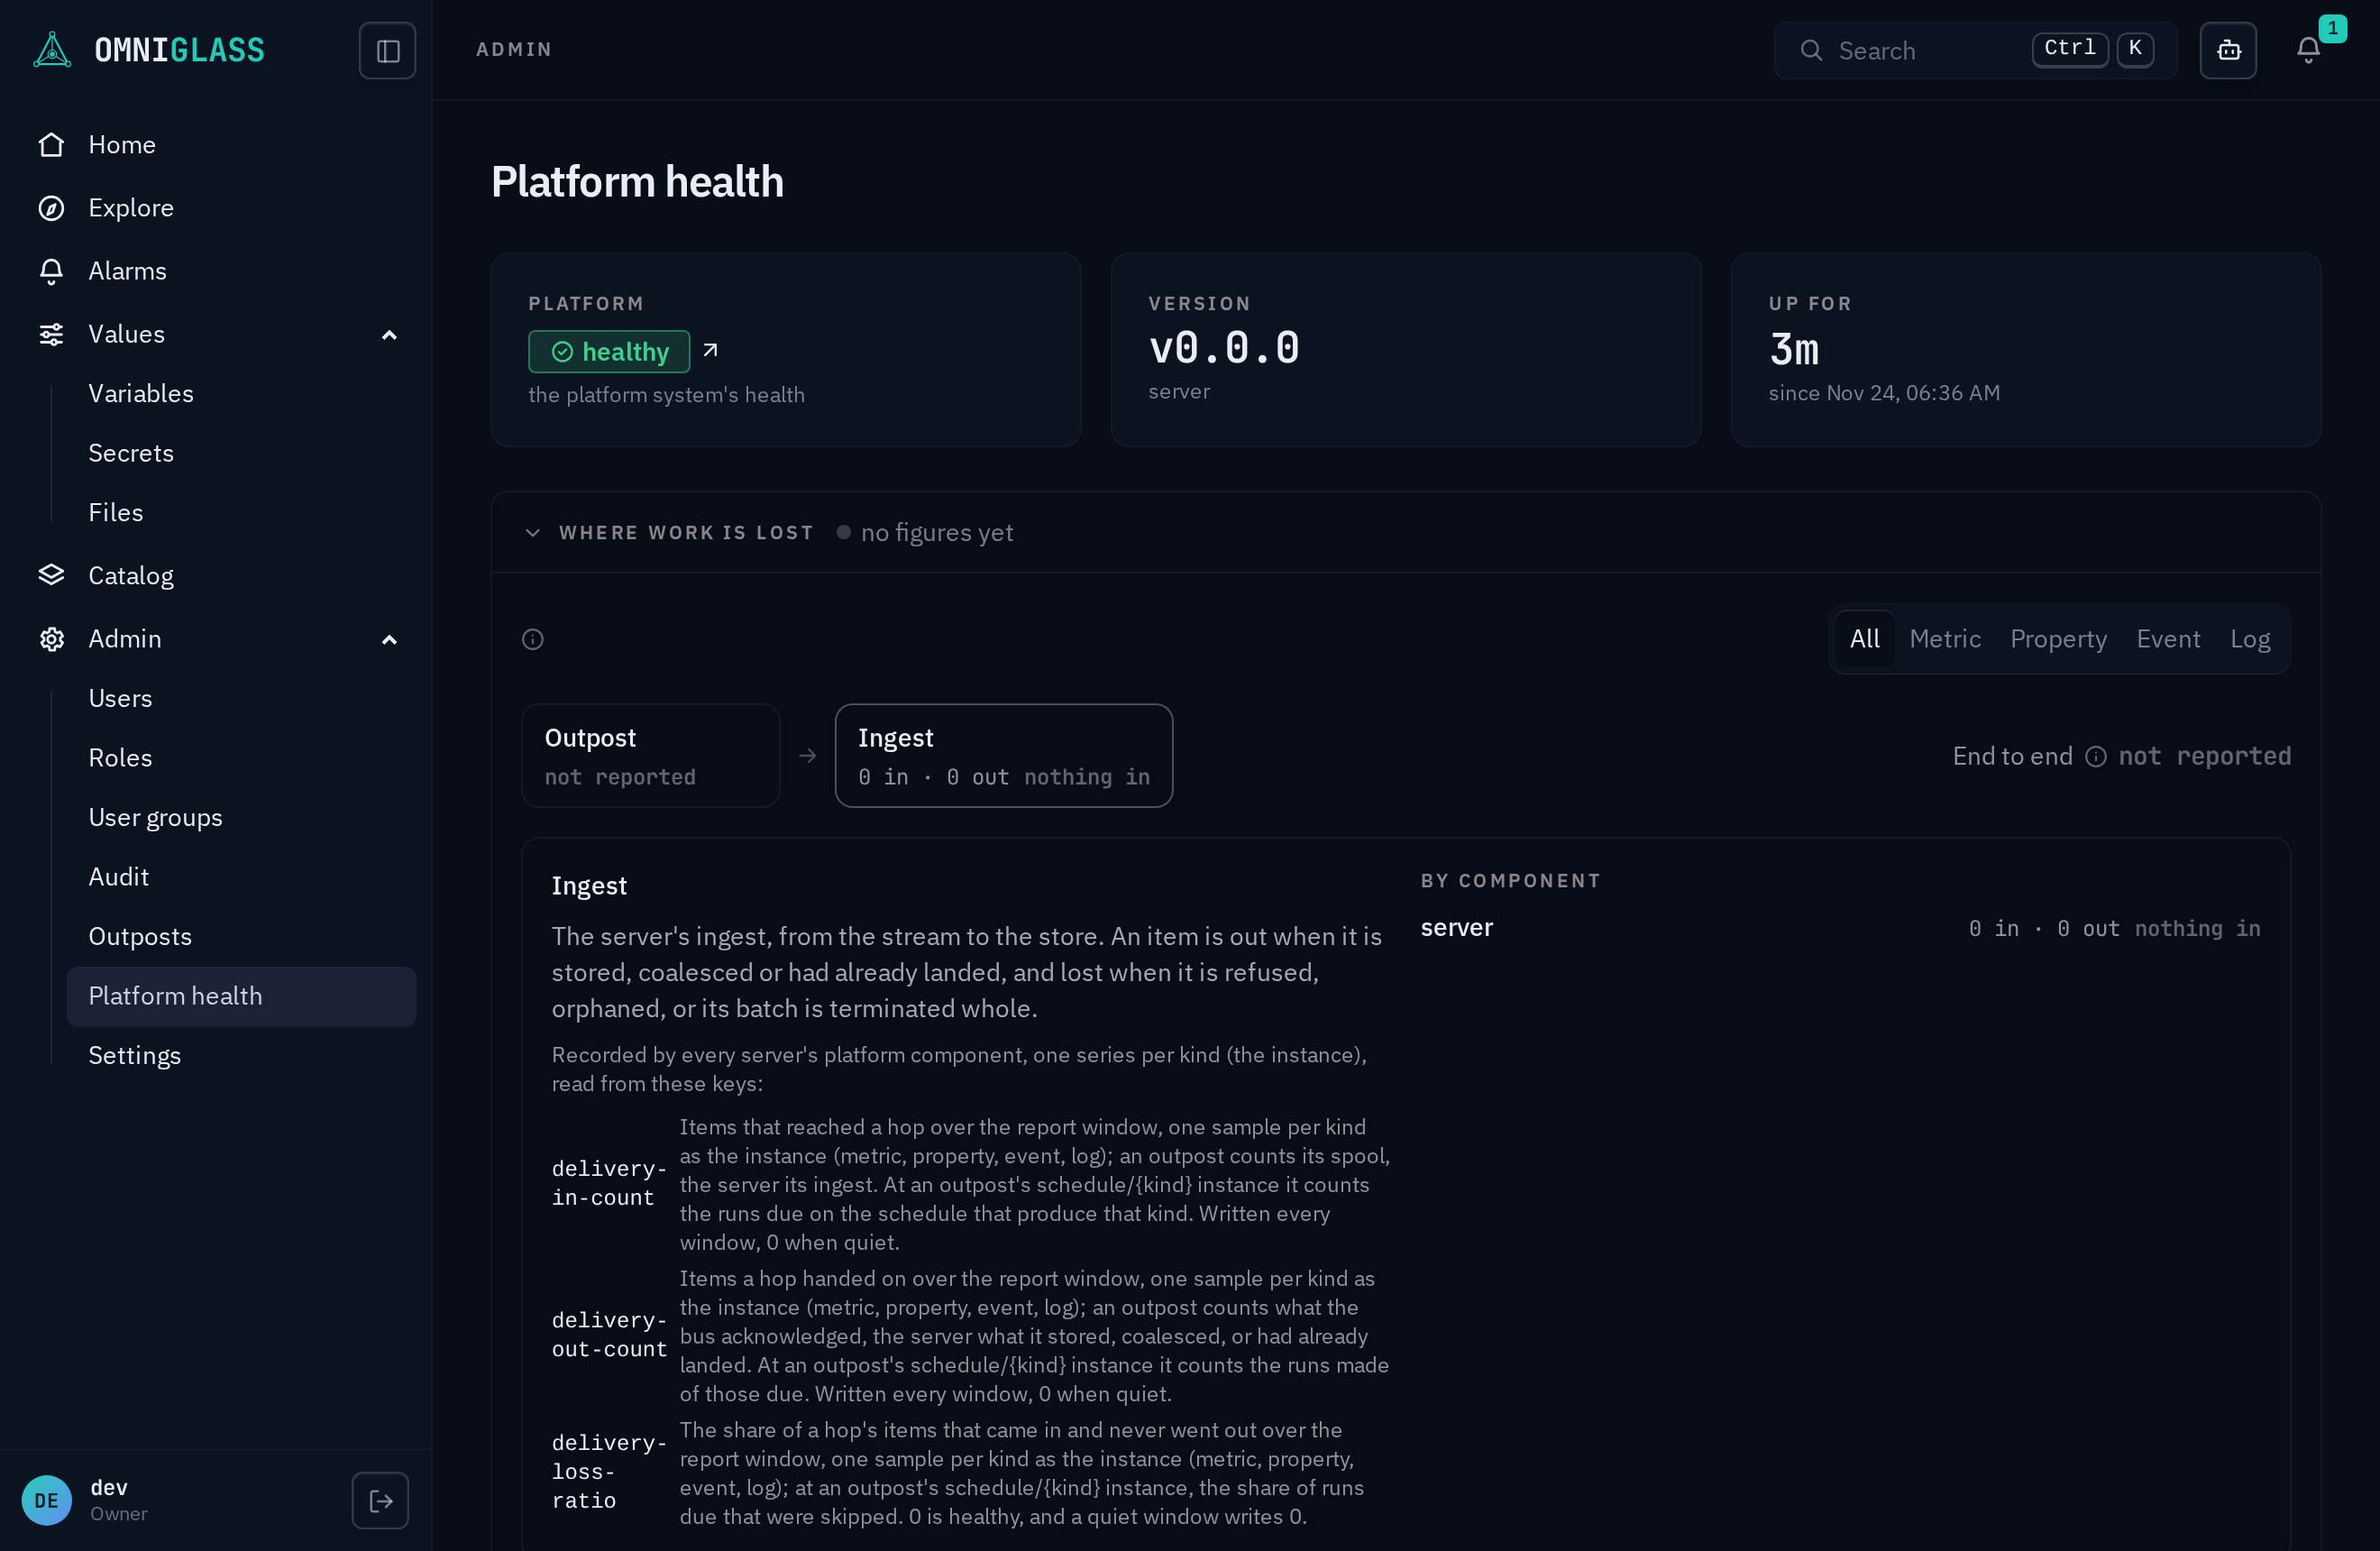 OMNIGLASS
ADMIN
Search
Ctrl
K
1
Home
Explore
Alarms
Values
Variables
Secrets
Files
Catalog
Admin
Users
Roles
User groups
Audit
Outposts
Platform health
Settings
DE
dev
Owner
Platform health
PLATFORM
healthy
the platform system's health
VERSION
v0.0.0
server
UP FOR
3m
since Nov 24, 06:36 AM
WHERE WORK IS LOST
no figures yet
All
Metric
Property
Event
Log
Outpost
not reported
Ingest
0 in · 0 out nothing in
End to end
not reported
Ingest
The server's ingest, from the stream to the store. An item is out when it is
stored, coalesced or had already landed, and lost when it is refused,
orphaned, or its batch is terminated whole.
Recorded by every server's platform component, one series per kind (the instance),
read from these keys:
delivery-
in-count
Items that reached a hop over the report window, one sample per kind
as the instance (metric, property, event, log); an outpost counts its spool,
the server its ingest. At an outpost's schedule/{kind} instance it counts
the runs due on the schedule that produce that kind. Written every
window, 0 when quiet.
delivery-
out-count
Items a hop handed on over the report window, one sample per kind as
the instance (metric, property, event, log); an outpost counts what the
bus acknowledged, the server what it stored, coalesced, or had already
landed. At an outpost's schedule/{kind} instance it counts the runs made
of those due. Written every window, 0 when quiet.
delivery-
loss-
ratio
The share of a hop's items that came in and never went out over the
report window, one sample per kind as the instance (metric, property,
event, log); at an outpost's schedule/{kind} instance, the share of runs
due that were skipped. 0 is healthy, and a quiet window writes 0.
BY COMPONENT
server
0 in · 0 out nothing in